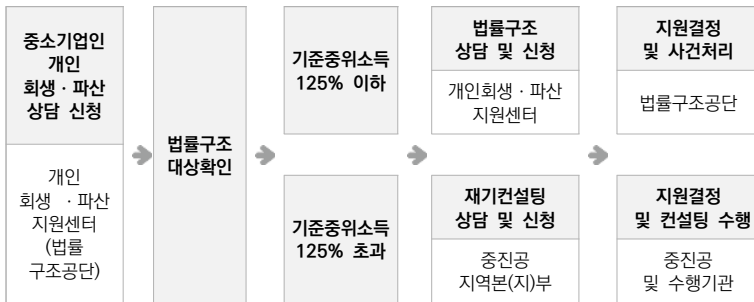 중소기업인
개인
회생 · 파산
상담 신청
개인
회생 · 파산
지원센터
(법률
구조공단)
법률구조
대상확인
기준중위소득
125% 이하
법률구조
상담 및 신청
개인회생 · 파산
지원센터
지원결정
및 사건처리
법률구조공단
기준중위소득
125% 초과
재기컨설팅
상담 및 신청
중진공
지역본(지)부
지원결정
및 컨설팅 수행
중진공
및 수행기관